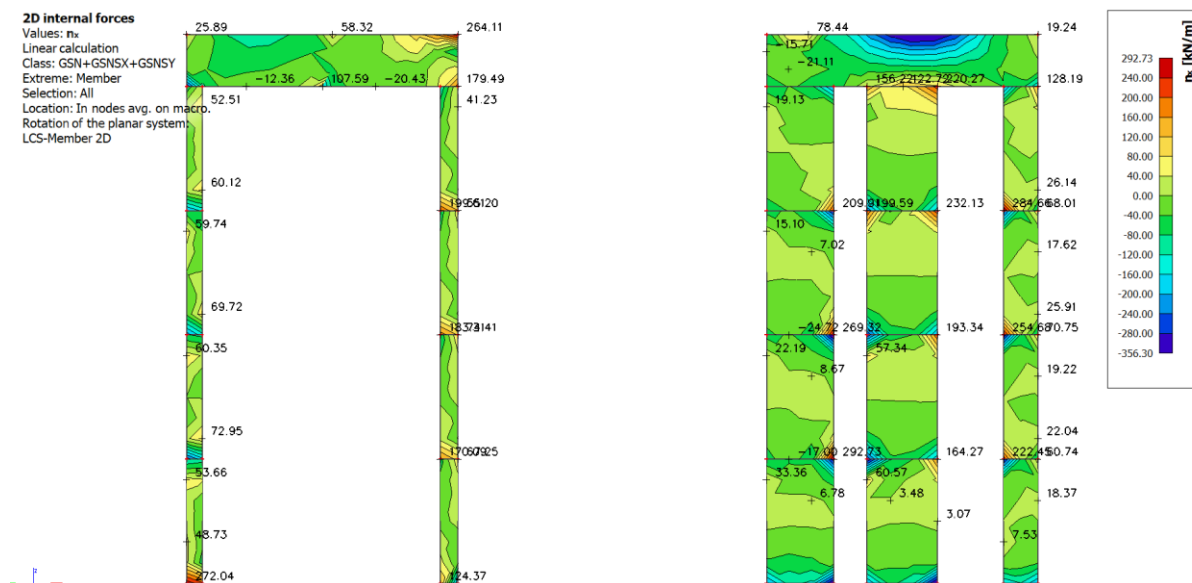 2D internal forces
Values: nx
Linear calculation
Class: GSN+GSNSX+GSNSY
Extreme: Member
Selection: All
Location: In nodes avg. on macro.
Rotation of the planar system:
LCS-Member 2D
25.89 58.32 264.11
-12.36 107.59 -20.43 179.49
52.51 41.23
60.12
59.74
69.72
60.35
72.95
53.66
48.73
272.04 124.37
78.44 19.24
-15.71
-21.11
220.27 128.19
19.13
26.14
232.13 284.66 68.01
15.10
7.02 17.62
25.91
-24.72 269.32 193.34 254.68 70.75
22.19 57.34
8.67 19.22
22.04
-17.00 292.73 164.27 222.45 60.74
33.36 60.57
6.78 3.48 18.37
3.07
7.53
nx [kN/m]
292.73
240.00
200.00
160.00
120.00
80.00
40.00
0.00
-40.00
-80.00
-120.00
-160.00
-200.00
-240.00
-280.00
-356.30